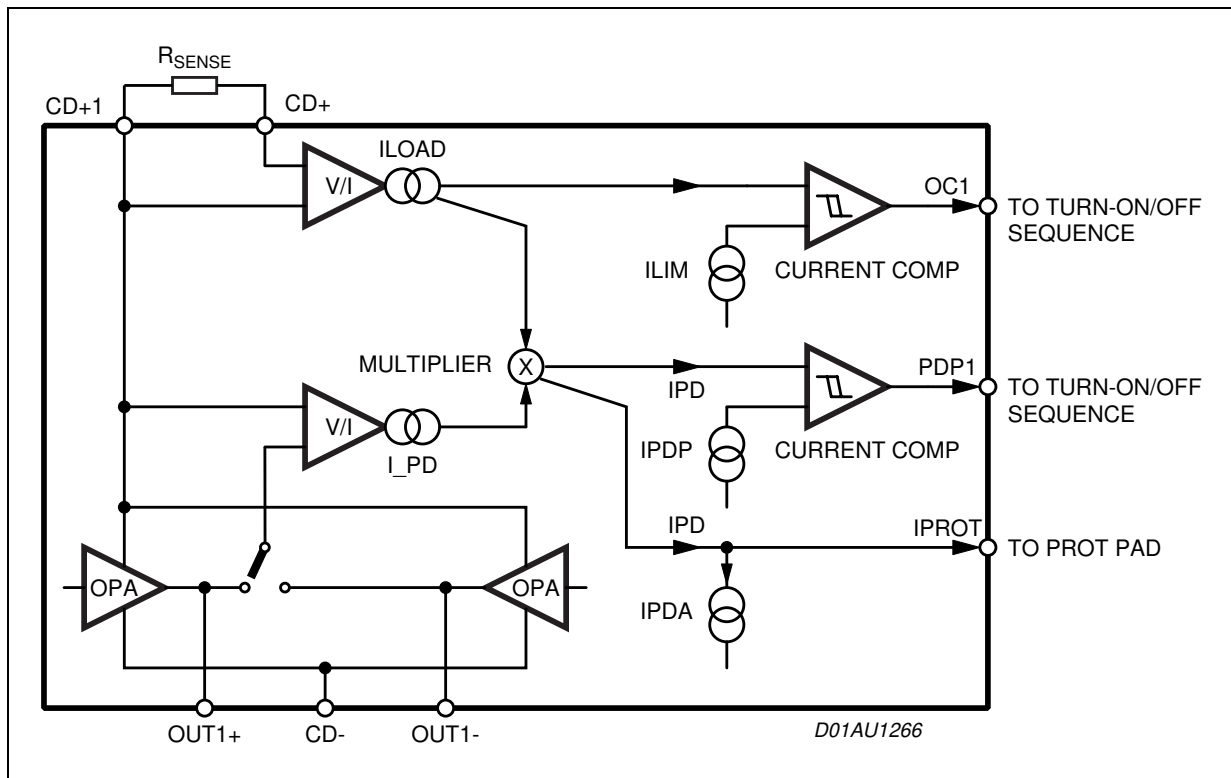 RSENSE
CD+1
CD+
ILOAD
V/I
OC1
TO TURN-ON/OFF
SEQUENCE
ILIM
CURRENT COMP
MULTIPLIER
X
IPD
PDP1
TO TURN-ON/OFF
SEQUENCE
V/I
I_PD
IPDP
CURRENT COMP
IPD
IPROT
TO PROT PAD
OPA
OPA
IPDA
OUT1+
CD-
OUT1-
D01AU1266